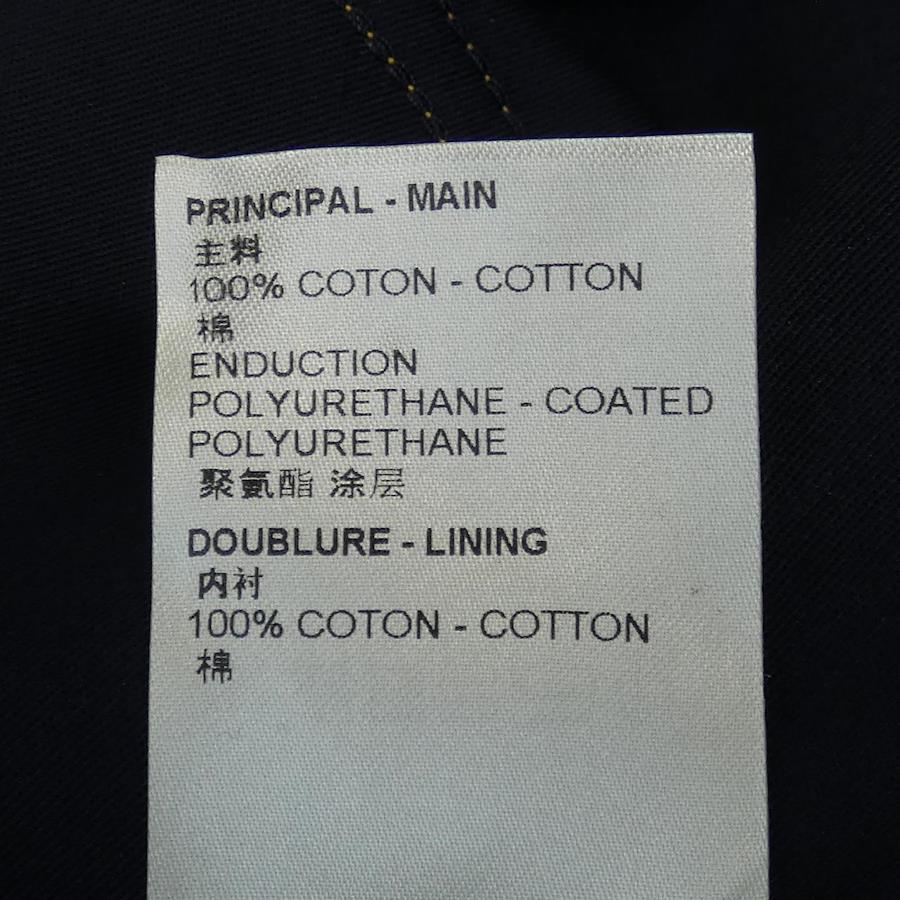 PRINCIPAL - MAIN
主料
100% COTON - COTTON
棉
ENDUCTION
POLYURETHANE - COATED
POLYURETHANE
聚氨酯 涂层
DOUBLURE - LINING
内衬
100% COTON - COTTON
棉